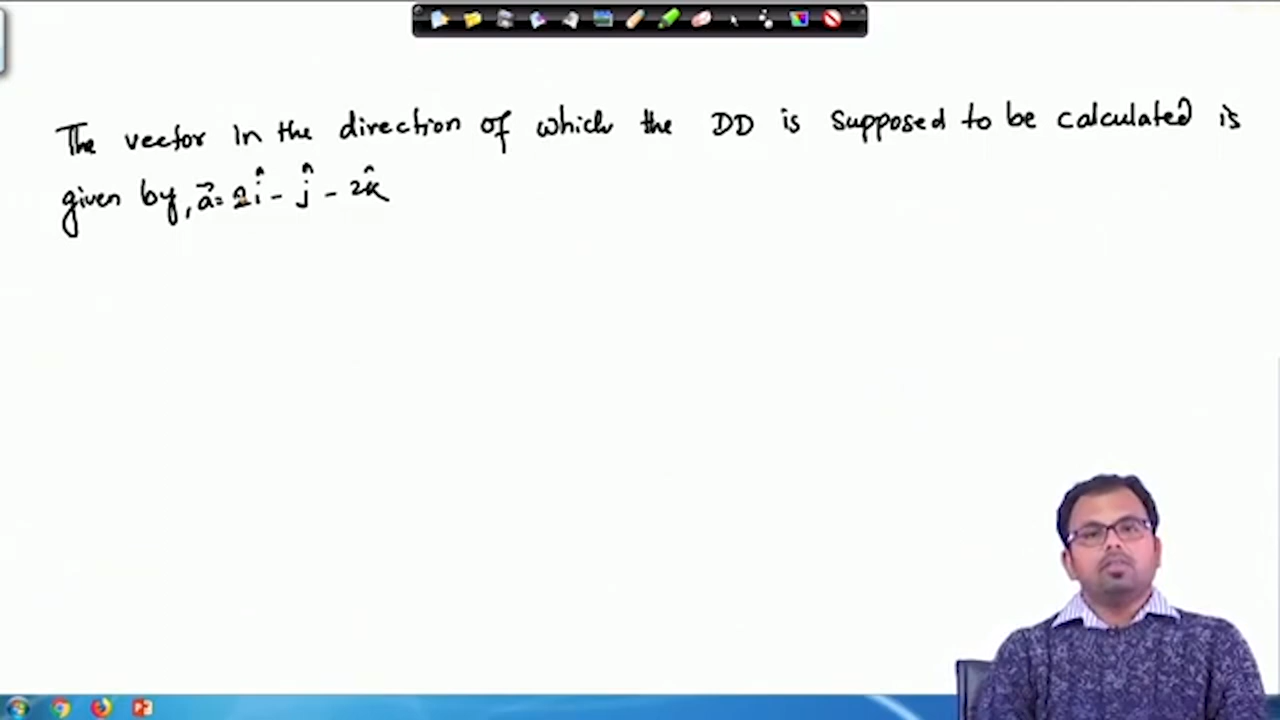 The vector in the direction of which the DD is supposed to be calculated is
given by, a⃗ = 2î - ĵ - 2k̂